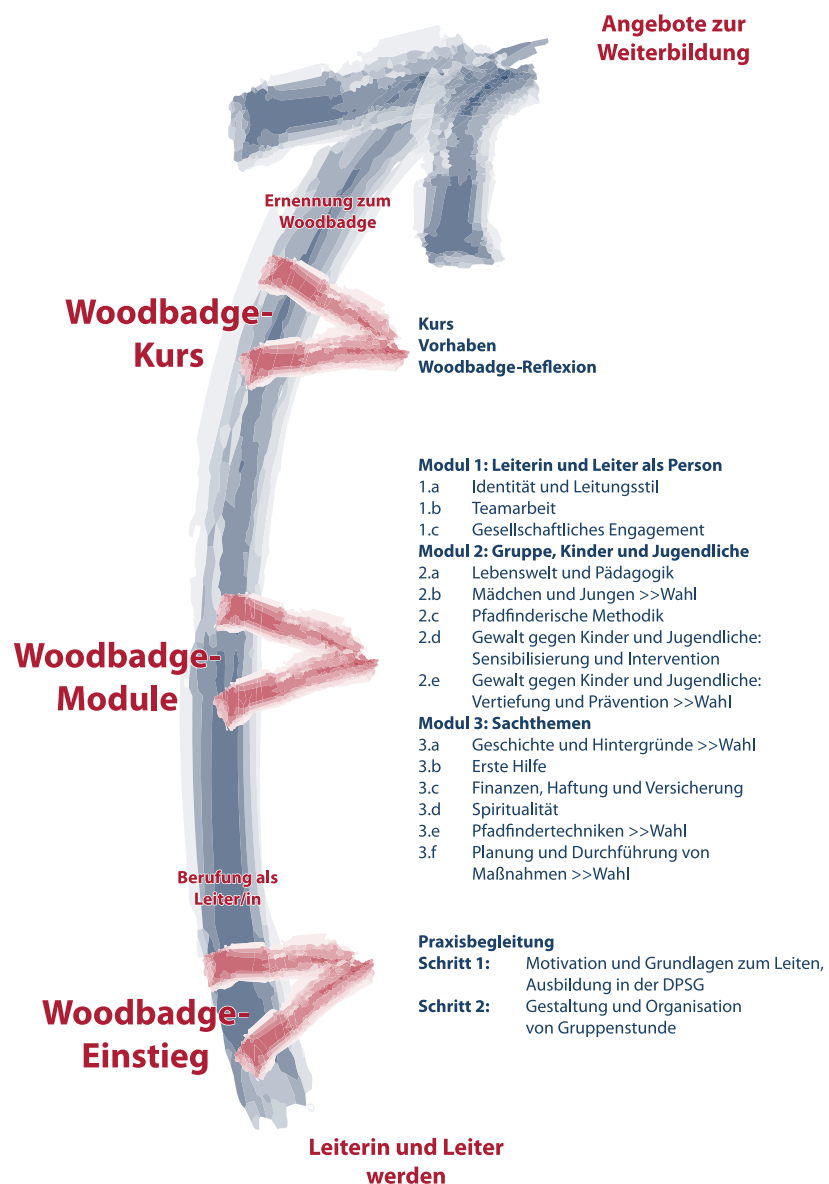 Angebote zur
Weiterbildung
Ernennung zum
Woodbadge
Woodbadge-
Kurs
Kurs
Vorhaben
Woodbadge-Reflexion
Modul 1: Leiterin und Leiter als Person
1.a Identität und Leitungsstil
1.b Teamarbeit
1.c Gesellschaftliches Engagement
Modul 2: Gruppe, Kinder und Jugendliche
2.a Lebenswelt und Pädagogik
2.b Mädchen und Jungen >>Wahl
2.c Pfadfinderische Methodik
2.d Gewalt gegen Kinder und Jugendliche:
Sensibilisierung und Intervention
2.e Gewalt gegen Kinder und Jugendliche:
Vertiefung und Prävention >>Wahl
Modul 3: Sachthemen
3.a Geschichte und Hintergründe >>Wahl
3.b Erste Hilfe
3.c Finanzen, Haftung und Versicherung
3.d Spiritualität
3.e Pfadfindertechniken >>Wahl
3.f Planung und Durchführung von
Maßnahmen >>Wahl
Woodbadge-
Module
Berufung als
Leiter/in
Praxisbegleitung
Schritt 1: Motivation und Grundlagen zum Leiten,
Ausbildung in der DPSG
Schritt 2: Gestaltung und Organisation
von Gruppenstunde
Woodbadge-
Einstieg
Leiterin und Leiter
werden